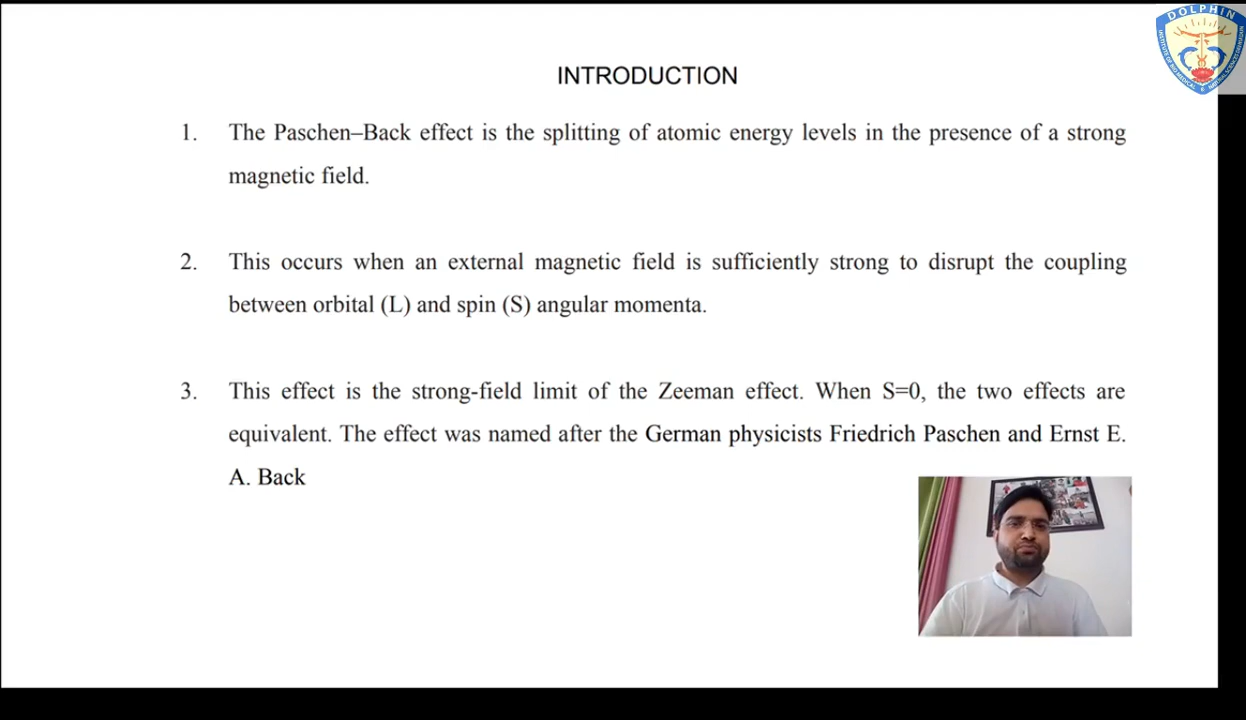 DOLPHIN
INTRODUCTION
1. The Paschen–Back effect is the splitting of atomic energy levels in the presence of a strong
magnetic field.
2. This occurs when an external magnetic field is sufficiently strong to disrupt the coupling
between orbital (L) and spin (S) angular momenta.
3. This effect is the strong-field limit of the Zeeman effect. When S=0, the two effects are
equivalent. The effect was named after the German physicists Friedrich Paschen and Ernst E.
A. Back